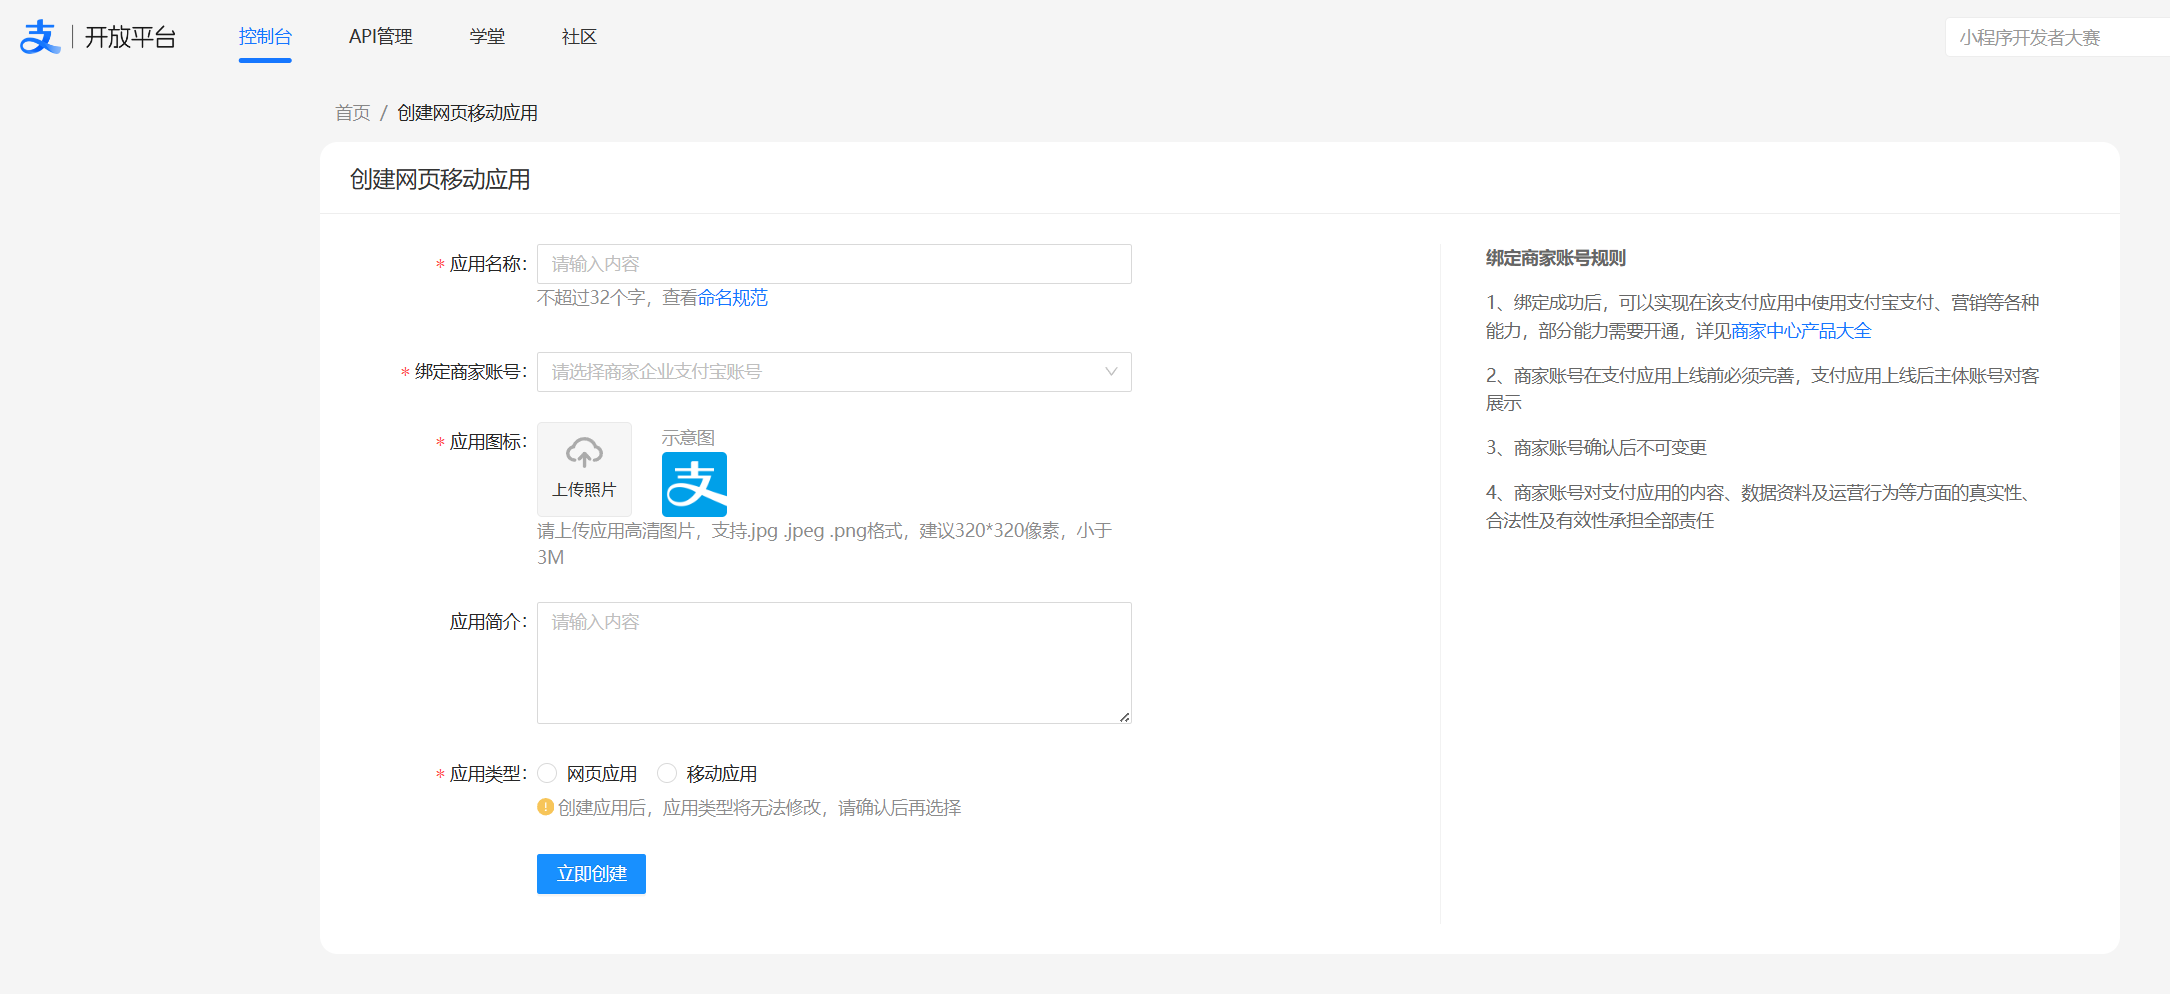 支 开放平台 控制台 API管理 学堂 社区 小程序开发者大赛
首页 / 创建网页移动应用
创建网页移动应用
* 应用名称: 请输入内容
不超过32个字，查看命名规范
* 绑定商家账号: 请选择商家企业支付宝账号
* 应用图标: 上传照片
示意图
支
请上传应用高清图片，支持.jpg .jpeg .png格式，建议320*320像素，小于
3M
应用简介: 请输入内容
* 应用类型: 网页应用 移动应用
! 创建应用后，应用类型将无法修改，请确认后再选择
立即创建
绑定商家账号规则
1、绑定成功后，可以实现在该支付应用中使用支付宝支付、营销等各种
能力，部分能力需要开通，详见商家中心产品大全
2、商家账号在支付应用上线前必须完善，支付应用上线后主体账号对客
展示
3、商家账号确认后不可变更
4、商家账号对支付应用的内容、数据资料及运营行为等方面的真实性、
合法性及有效性承担全部责任